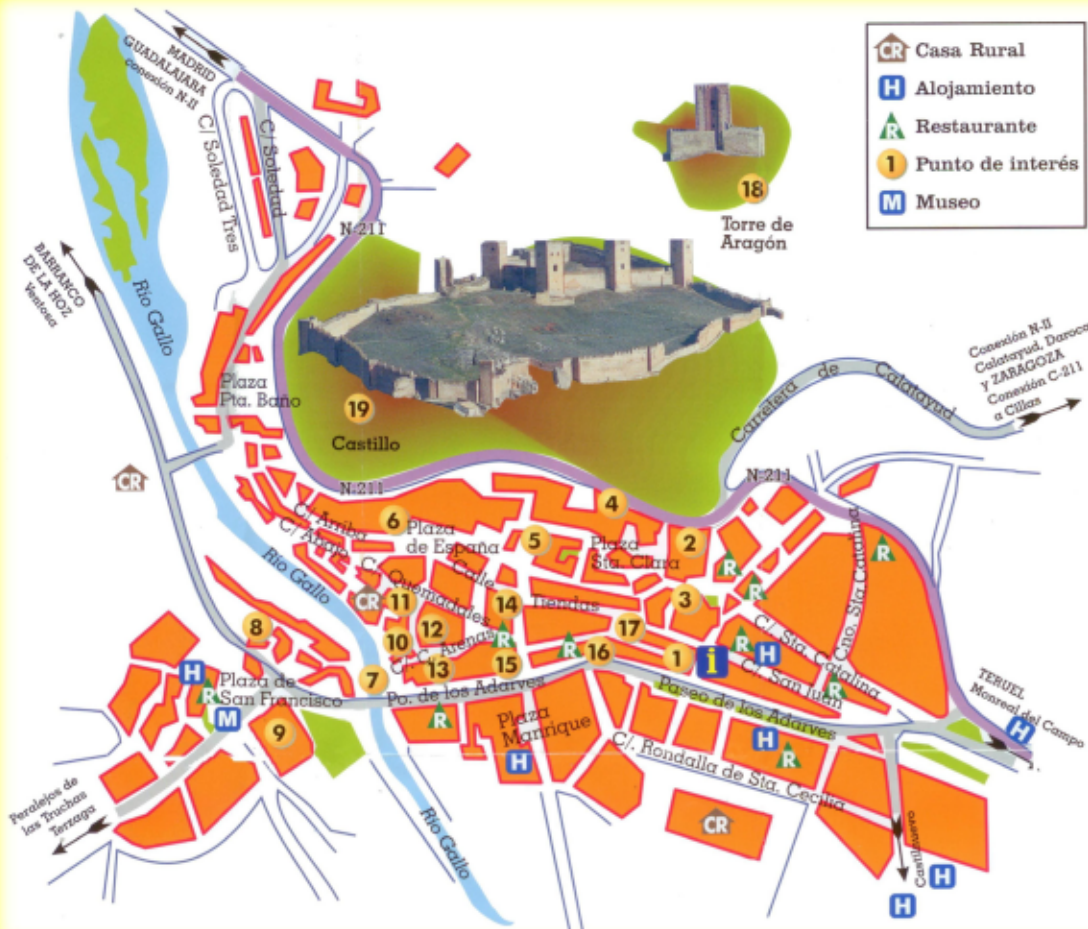 MADRID
GUADALAJARA
conexión N-II
C/ Soledad Tres
C/ Soledad
N-211
BARRANCO
DE LA HOZ
Ventosa
Río Gallo
CR Casa Rural
H Alojamiento
R Restaurante
1 Punto de interés
M Museo
18
Torre de
Aragón
Conexión N-II
Calatayud, Daroca
y ZARAGOZA
Conexión C-211
a Cillas
Carretera de Calatayud
Plaza
Pta. Baño
19
Castillo
CR
N-211
N-211
C/ Arriba
C/ Abajo
6
Plaza
de España
5
4
Plaza
Sta. Clara
2
R
R
R
Cno. Sta Catalina
Río Gallo
C/ Quemadales
Calle Tiendas
CR
11
14
3
8
10
12
17
C/. C. Arenas
R
R
16
1
i
R
H
C/. Sta. Catalina
C/. San Juan
R
7
13
15
Po. de los Adarves
Paseo de los Adarves
H
R
Plaza de
San Francisco
M
9
R
Plaza
Manrique
H
H
R
C/. Rondalla de Sta. Cecilia
TERUEL
Monreal del Campo
H
Peralejos de
las Truchas
Terzaga
Río Gallo
CR
Castilnuevo
H
H